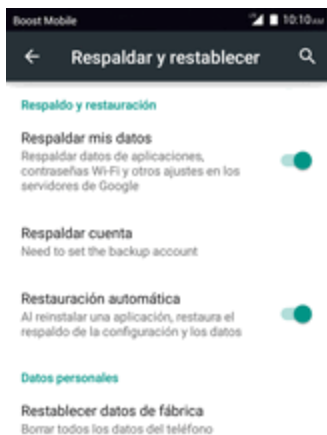 Boost Mobile 10:10 AM
Respaldar y restablecer
Respaldo y restauración
Respaldar mis datos
Respaldar datos de aplicaciones,
contraseñas Wi-Fi y otros ajustes en los
servidores de Google
Respaldar cuenta
Need to set the backup account
Restauración automática
Al reinstalar una aplicación, restaura el
respaldo de la configuración y los datos
Datos personales
Restablecer datos de fábrica
Borrar todos los datos del teléfono